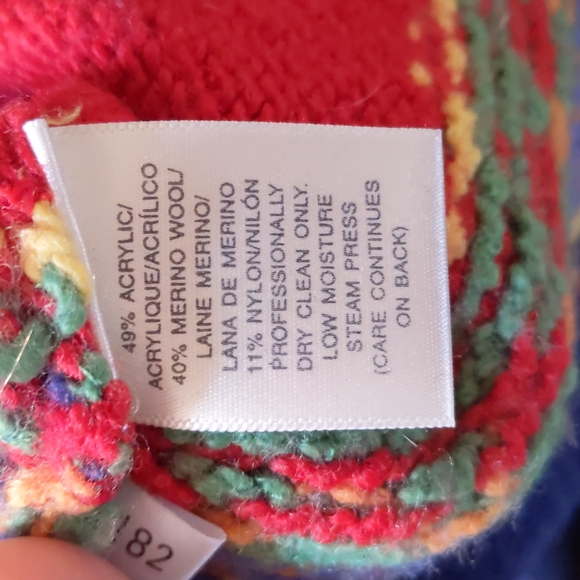 49% ACRYLIC/
ACRYLIQUE/ACRÍLICO
40% MERINO WOOL/
LAINE MERINO/
LANA DE MERINO
11% NYLON/NILÓN
PROFESSIONALLY
DRY CLEAN ONLY.
LOW MOISTURE
STEAM PRESS
(CARE CONTINUES
ON BACK)
182